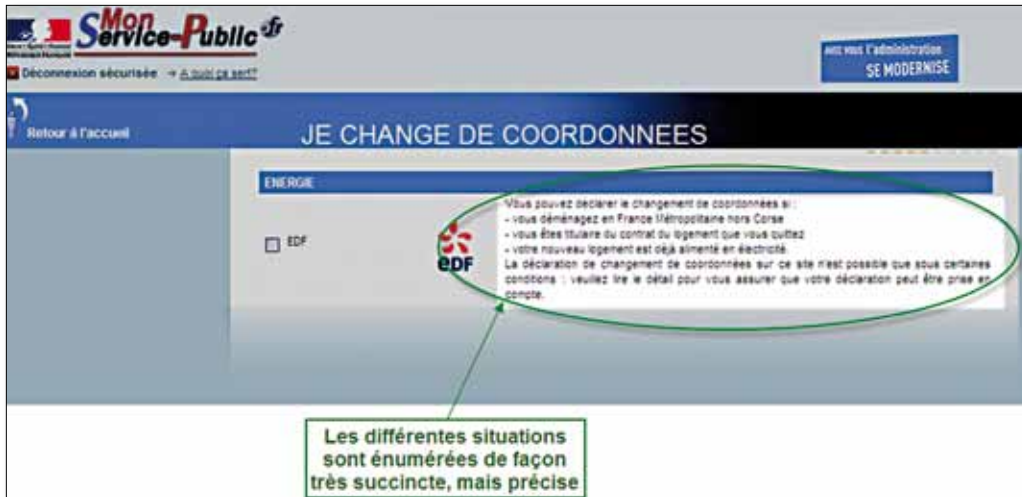 Mon
Service-Public.fr
Déconnexion sécurisée → A quoi ça sert?
AVEC VOUS l'administration
SE MODERNISE
Retour à l'accueil
JE CHANGE DE COORDONNEES
ENERGIE
EDF
eDF
Vous pouvez déclarer le changement de coordonnées si :
- vous déménagez en France Métropolitaine hors Corse
- vous êtes titulaire du contrat du logement que vous quittez
- votre nouveau logement est déjà alimenté en électricité.
La déclaration de changement de coordonnées sur ce site n'est possible que sous certaines
conditions : veuillez lire le détail pour vous assurer que votre déclaration peut être prise en
compte.
Les différentes situations
sont énumérées de façon
très succincte, mais précise